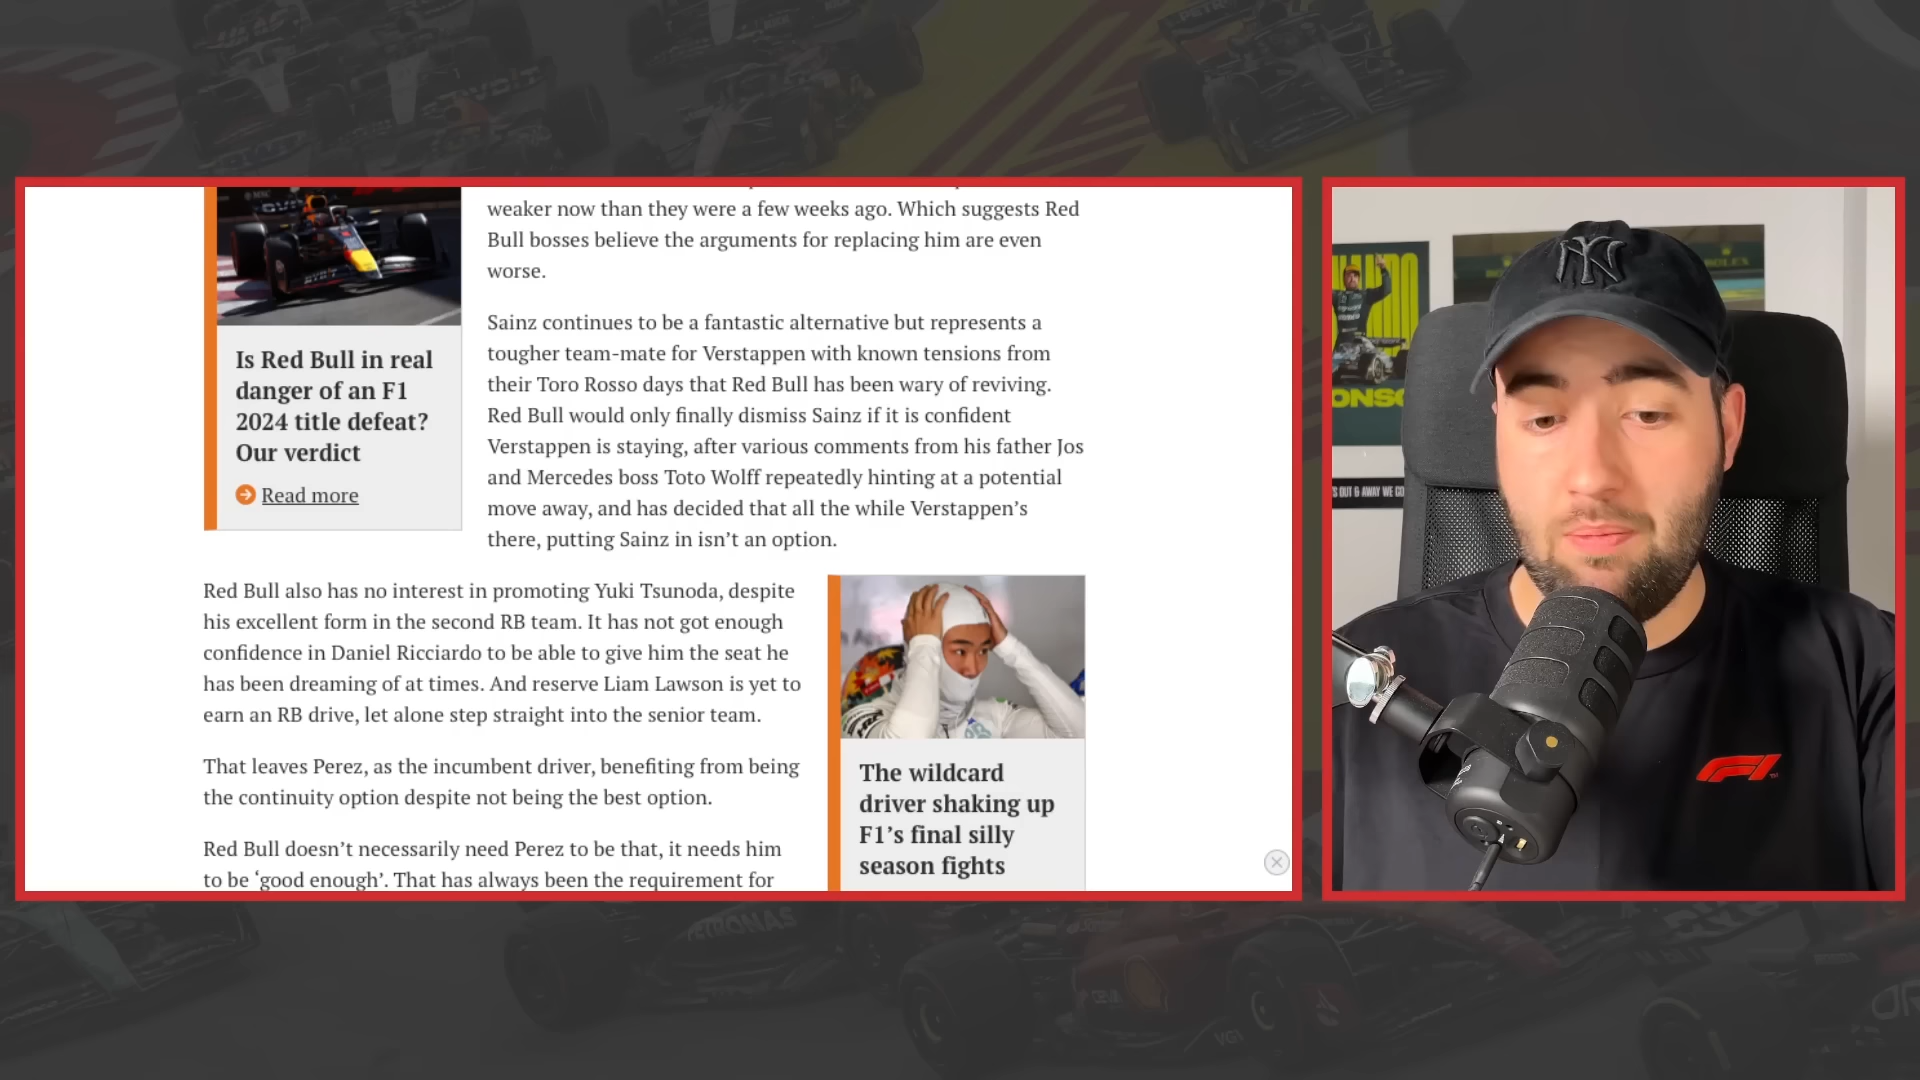 weaker now than they were a few weeks ago. Which suggests Red
Bull bosses believe the arguments for replacing him are even
worse.
Is Red Bull in real
danger of an F1
2024 title defeat?
Our verdict
Read more
Sainz continues to be a fantastic alternative but represents a
tougher team-mate for Verstappen with known tensions from
their Toro Rosso days that Red Bull has been wary of reviving.
Red Bull would only finally dismiss Sainz if it is confident
Verstappen is staying, after various comments from his father Jos
and Mercedes boss Toto Wolff repeatedly hinting at a potential
move away, and has decided that all the while Verstappen’s
there, putting Sainz in isn’t an option.
Red Bull also has no interest in promoting Yuki Tsunoda, despite
his excellent form in the second RB team. It has not got enough
confidence in Daniel Ricciardo to be able to give him the seat he
has been dreaming of at times. And reserve Liam Lawson is yet to
earn an RB drive, let alone step straight into the senior team.
That leaves Perez, as the incumbent driver, benefiting from being
the continuity option despite not being the best option.
Red Bull doesn’t necessarily need Perez to be that, it needs him
to be ‘good enough’. That has always been the requirement for
The wildcard
driver shaking up
F1’s final silly
season fights
NY
ROLEX
F1
PETRONAS